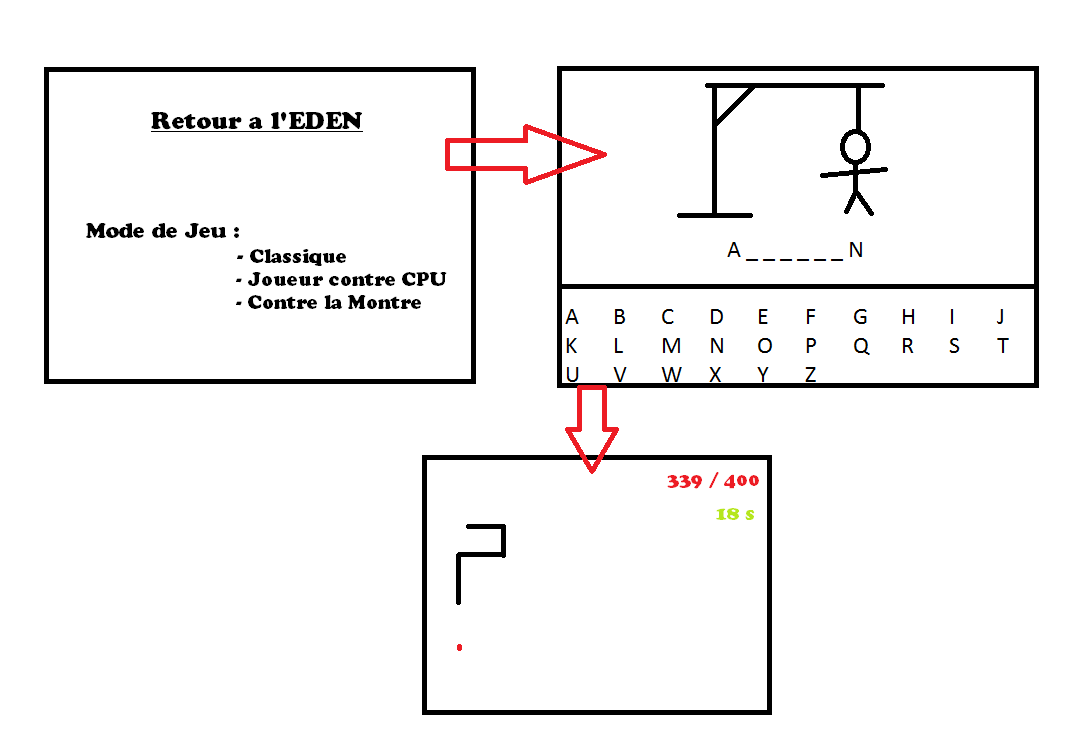 Retour a l'EDEN
Mode de Jeu :
- Classique
- Joueur contre CPU
- Contre la Montre
A _ _ _ _ _ _ N
A B C D E F G H I J
K L M N O P Q R S T
U V W X Y Z
339 / 400
18 s